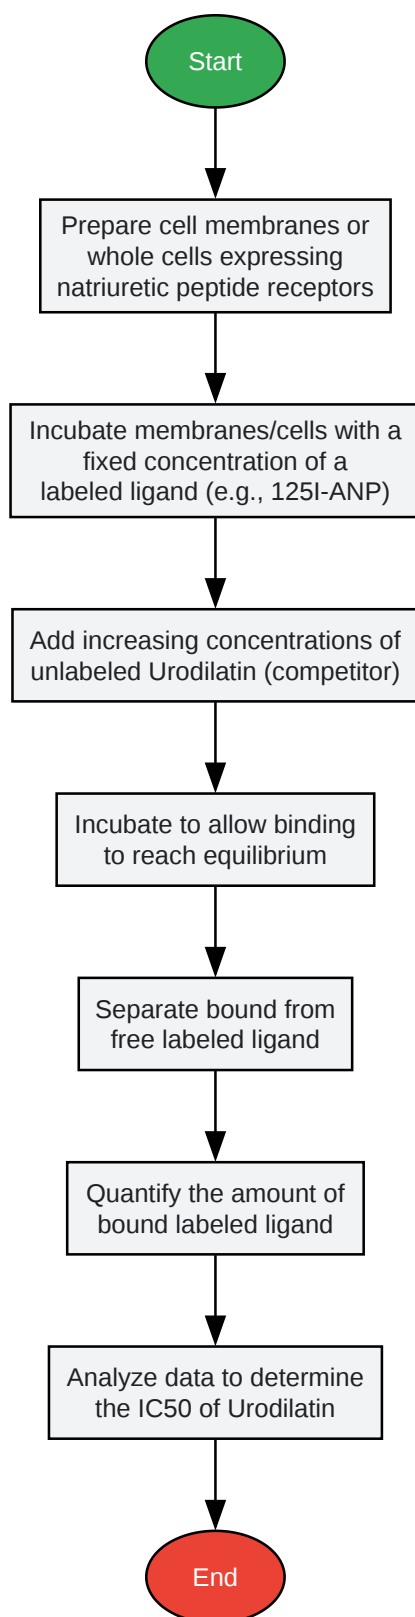 Start
Prepare cell membranes or
whole cells expressing
natriuretic peptide receptors
Incubate membranes/cells with a
fixed concentration of a
labeled ligand (e.g., 125I-ANP)
Add increasing concentrations of
unlabeled Urodilatin (competitor)
Incubate to allow binding
to reach equilibrium
Separate bound from
free labeled ligand
Quantify the amount of
bound labeled ligand
Analyze data to determine
the IC50 of Urodilatin
End